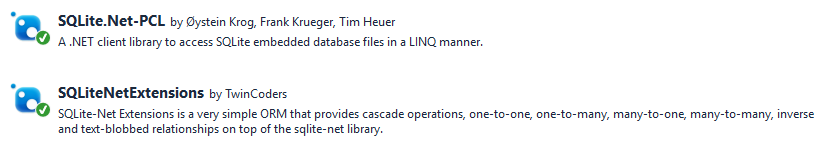 SQLite.Net-PCL by Øystein Krog, Frank Krueger, Tim Heuer
A .NET client library to access SQLite embedded database files in a LINQ manner.
SQLiteNetExtensions by TwinCoders
SQLite-Net Extensions is a very simple ORM that provides cascade operations, one-to-one, one-to-many, many-to-one, many-to-many, inverse
and text-blobbed relationships on top of the sqlite-net library.